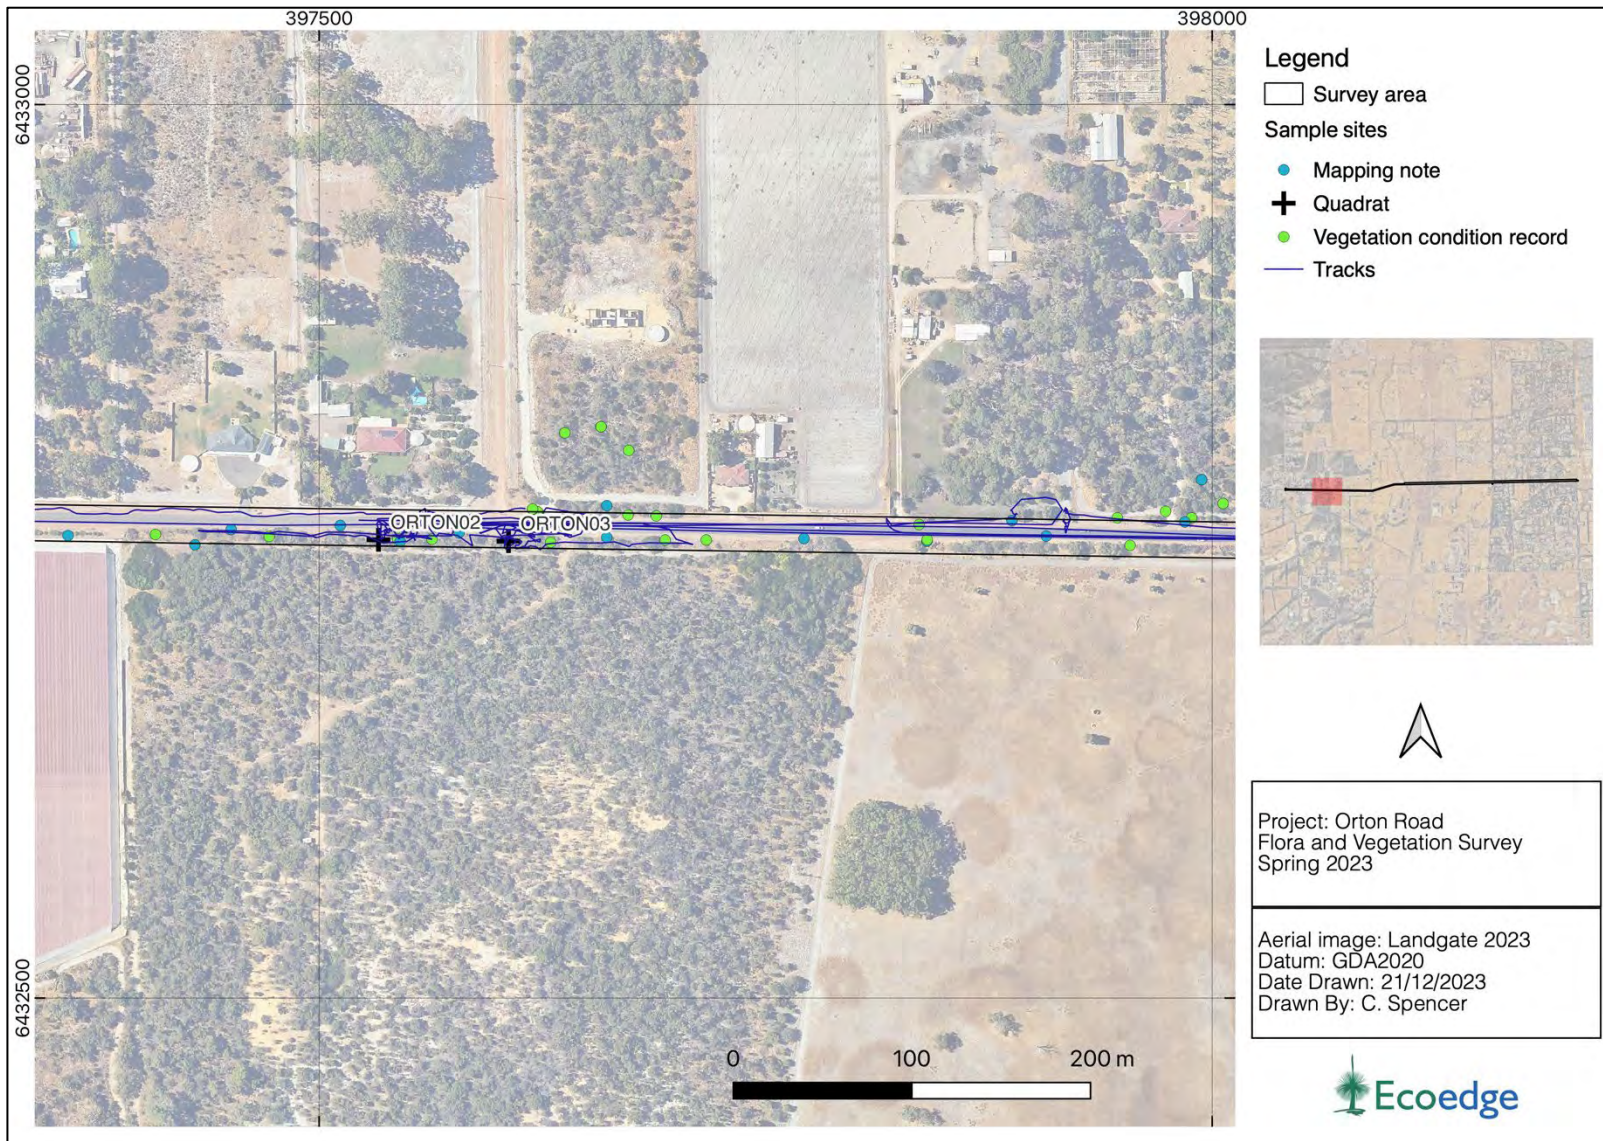 397500
398000
6433000
6432500
ORTON02
ORTON03
0 100 200 m
Legend
Survey area
Sample sites
Mapping note
Quadrat
Vegetation condition record
Tracks
Project: Orton Road
Flora and Vegetation Survey
Spring 2023
Aerial image: Landgate 2023
Datum: GDA2020
Date Drawn: 21/12/2023
Drawn By: C. Spencer
Ecoedge